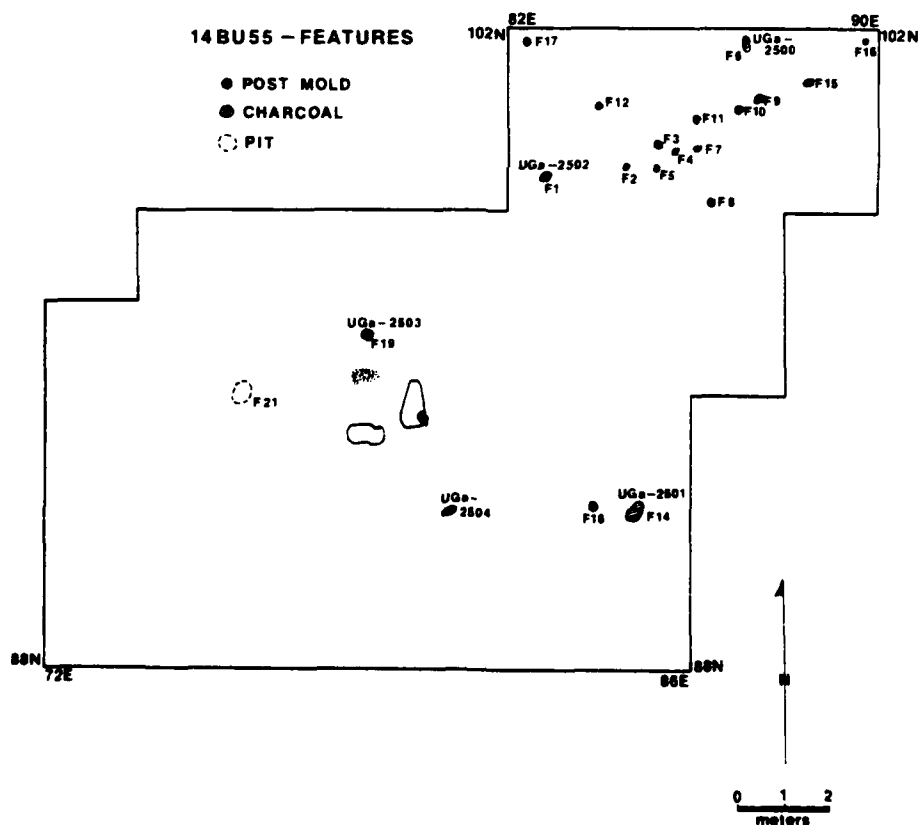 14BU55 – FEATURES
POST MOLD
CHARCOAL
PIT
82E
90E
102N
102N
F17
UGa-
2500
F6
F16
F15
F12
F9
F10
F11
F3
F7
F4
UGa-2502
F1
F2
F5
F8
UGa-2503
F19
F21
UGa-
2504
F18
UGa-2501
F14
88N
72E
88N
86E
0 1 2
meters